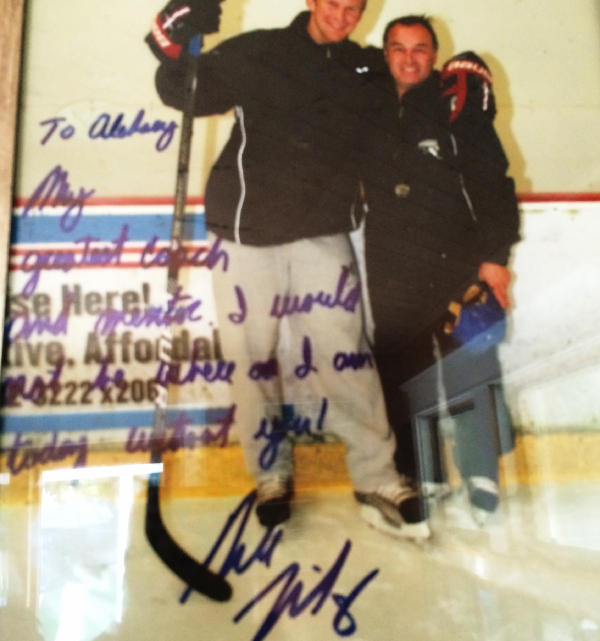 To Aleksey
My
greatest coach
se Here!
and mentor. I would
ive. Affordal
not be where I am
3222 x206
today without you!